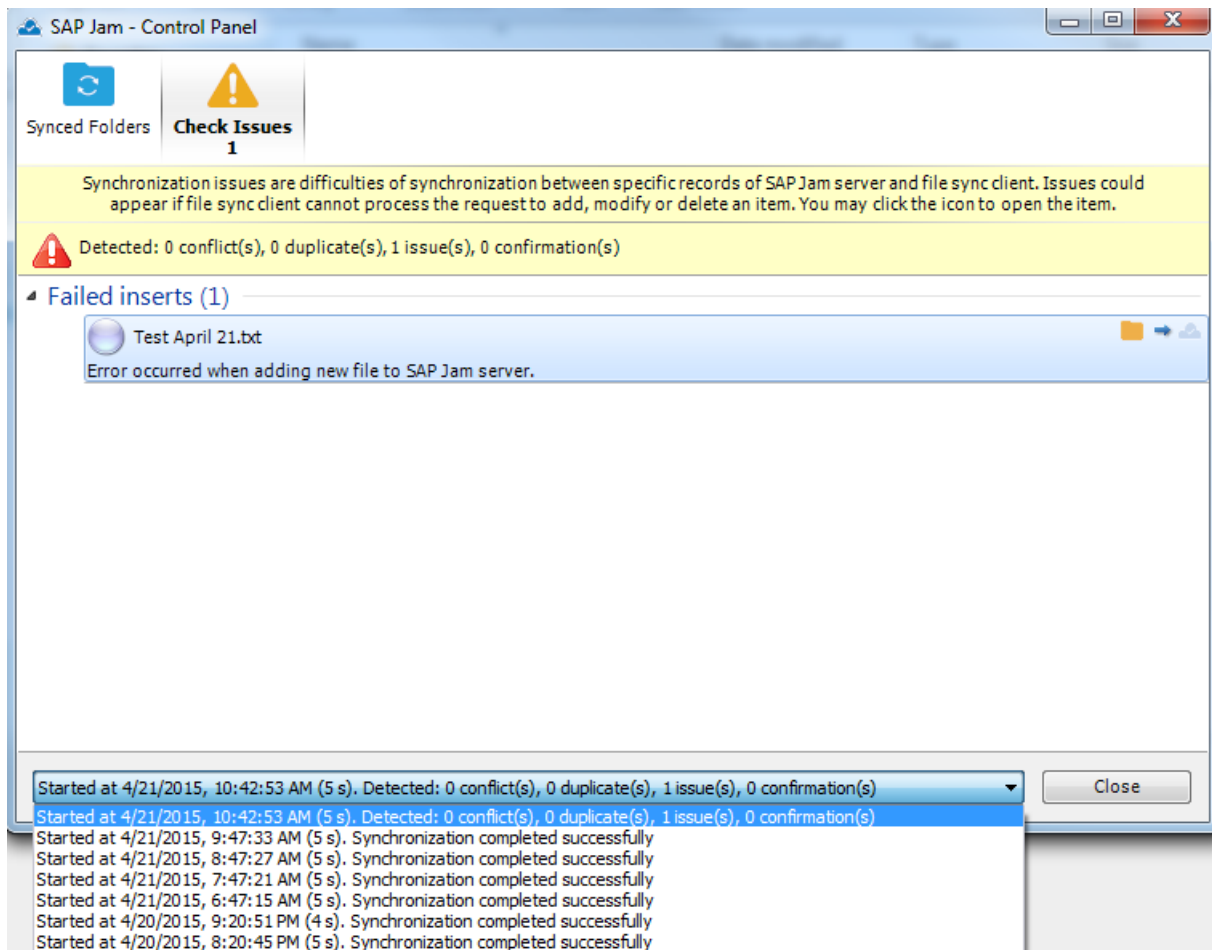 SAP Jam - Control Panel
Synced Folders
Check Issues
1
Synchronization issues are difficulties of synchronization between specific records of SAP Jam server and file sync client. Issues could
appear if file sync client cannot process the request to add, modify or delete an item. You may click the icon to open the item.
Detected: 0 conflict(s), 0 duplicate(s), 1 issue(s), 0 confirmation(s)
Failed inserts (1)
Test April 21.txt
Error occurred when adding new file to SAP Jam server.
Started at 4/21/2015, 10:42:53 AM (5 s). Detected: 0 conflict(s), 0 duplicate(s), 1 issue(s), 0 confirmation(s)
Close
Started at 4/21/2015, 10:42:53 AM (5 s). Detected: 0 conflict(s), 0 duplicate(s), 1 issue(s), 0 confirmation(s)
Started at 4/21/2015, 9:47:33 AM (5 s). Synchronization completed successfully
Started at 4/21/2015, 8:47:27 AM (5 s). Synchronization completed successfully
Started at 4/21/2015, 7:47:21 AM (5 s). Synchronization completed successfully
Started at 4/21/2015, 6:47:15 AM (5 s). Synchronization completed successfully
Started at 4/20/2015, 9:20:51 PM (4 s). Synchronization completed successfully
Started at 4/20/2015, 8:20:45 PM (5 s). Synchronization completed successfully